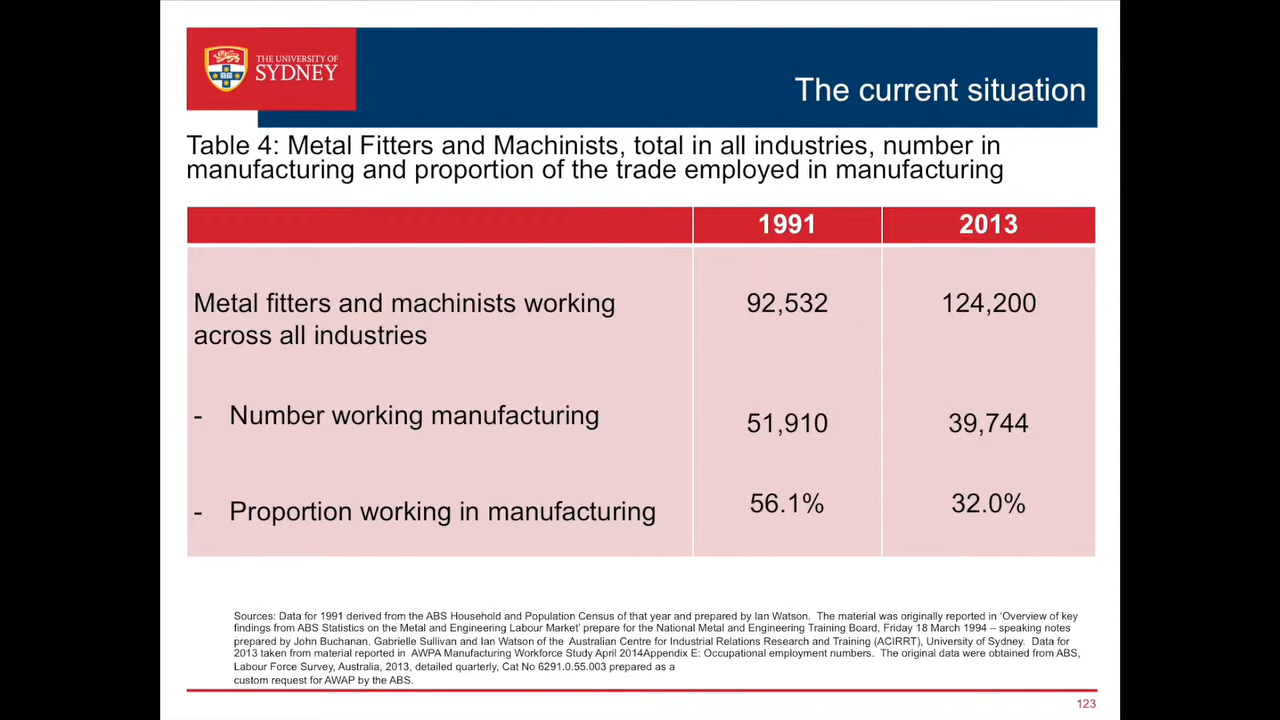 THE UNIVERSITY OF
SYDNEY
The current situation
Table 4: Metal Fitters and Machinists, total in all industries, number in
manufacturing and proportion of the trade employed in manufacturing
1991 2013
Metal fitters and machinists working 92,532 124,200
across all industries
- Number working manufacturing 51,910 39,744
- Proportion working in manufacturing 56.1% 32.0%
Sources: Data for 1991 derived from the ABS Household and Population Census of that year and prepared by Ian Watson. The material was originally reported in ‘Overview of key
findings from ABS Statistics on the Metal and Engineering Labour Market’ prepare for the National Metal and Engineering Training Board, Friday 18 March 1994 – speaking notes
prepared by John Buchanan, Gabrielle Sullivan and Ian Watson of the Australian Centre for Industrial Relations Research and Training (ACIRRT), University of Sydney. Data for
2013 taken from material reported in AWPA Manufacturing Workforce Study April 2014Appendix E: Occupational employment numbers. The original data were obtained from ABS,
Labour Force Survey, Australia, 2013, detailed quarterly, Cat No 6291.0.55.003 prepared as a
custom request for AWAP by the ABS.
123